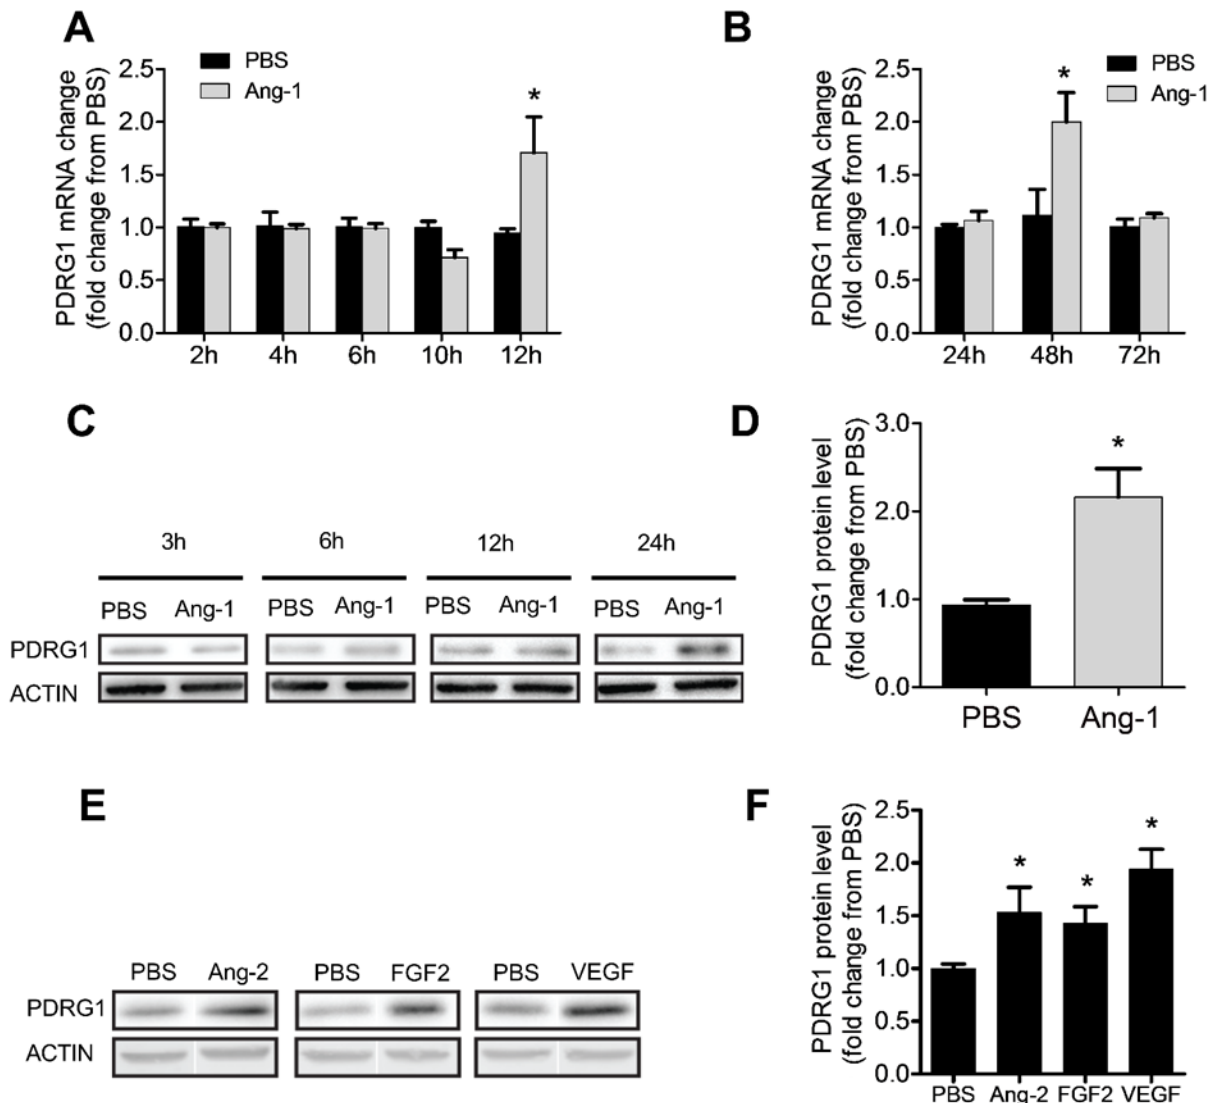 A
PDRG1 mRNA change
(fold change from PBS)
2.5
2.0
1.5
1.0
0.5
0.0
PBS
Ang-1
*
2h 4h 6h 10h 12h
B
PDRG1 mRNA change
(fold change from PBS)
2.5
2.0
1.5
1.0
0.5
0.0
*
PBS
Ang-1
24h 48h 72h
C
3h 6h 12h 24h
PBS Ang-1 PBS Ang-1 PBS Ang-1 PBS Ang-1
PDRG1
ACTIN
D
PDRG1 protein level
(fold change from PBS)
3.0
2.0
1.0
0.0
*
PBS Ang-1
E
PBS Ang-2 PBS FGF2 PBS VEGF
PDRG1
ACTIN
F
PDRG1 protein level
(fold change from PBS)
2.5
2.0
1.5
1.0
0.5
0.0
* * *
PBS Ang-2 FGF2 VEGF